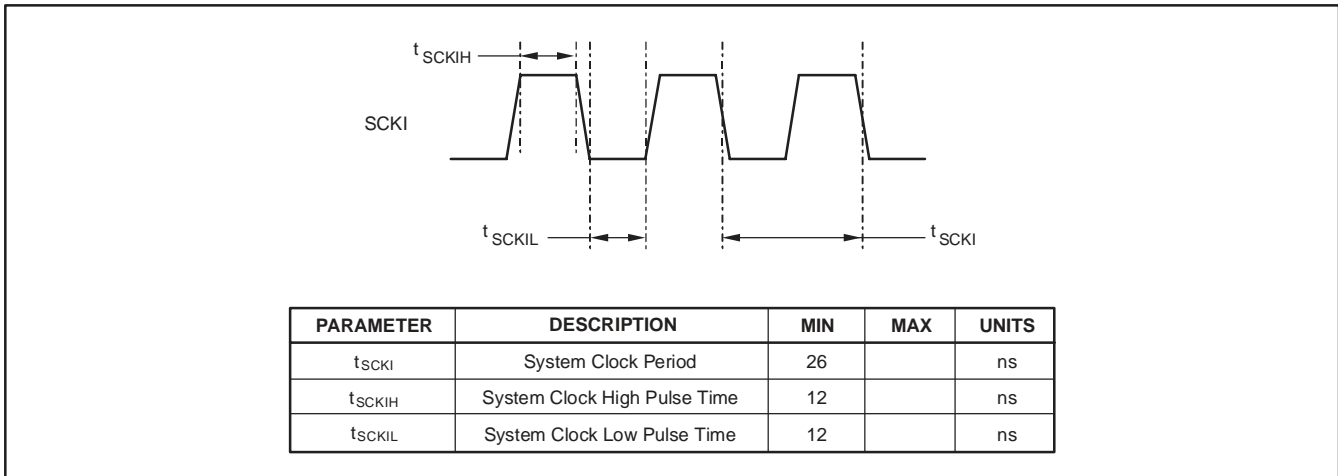 tSCKIH
SCKI
tSCKIL
tSCKI
PARAMETER DESCRIPTION MIN MAX UNITS
tSCKI System Clock Period 26 ns
tSCKIH System Clock High Pulse Time 12 ns
tSCKIL System Clock Low Pulse Time 12 ns